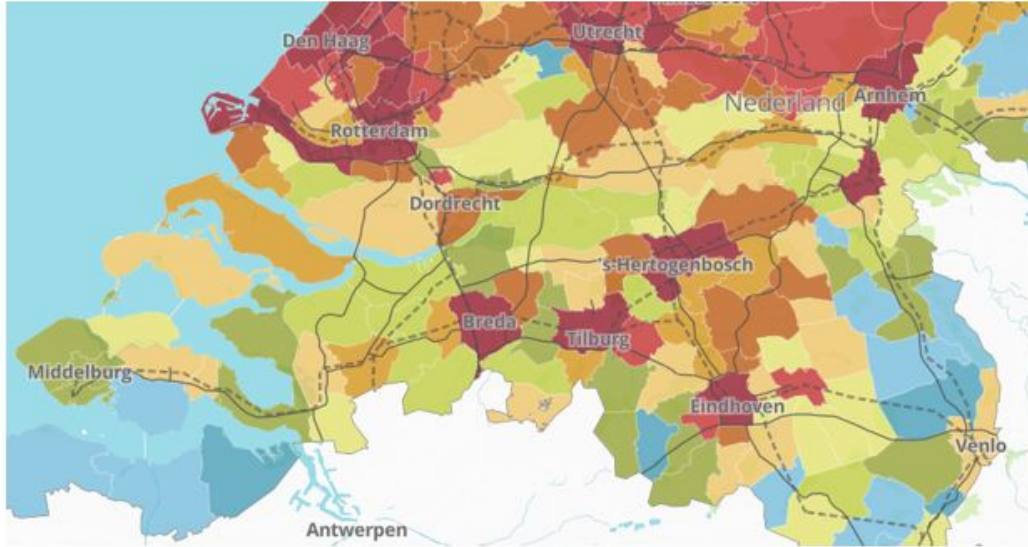 Den Haag
Utrecht
Nederland
Arnhem
Rotterdam
Dordrecht
's-Hertogenbosch
Breda
Tilburg
Middelburg
Eindhoven
Venlo
Antwerpen